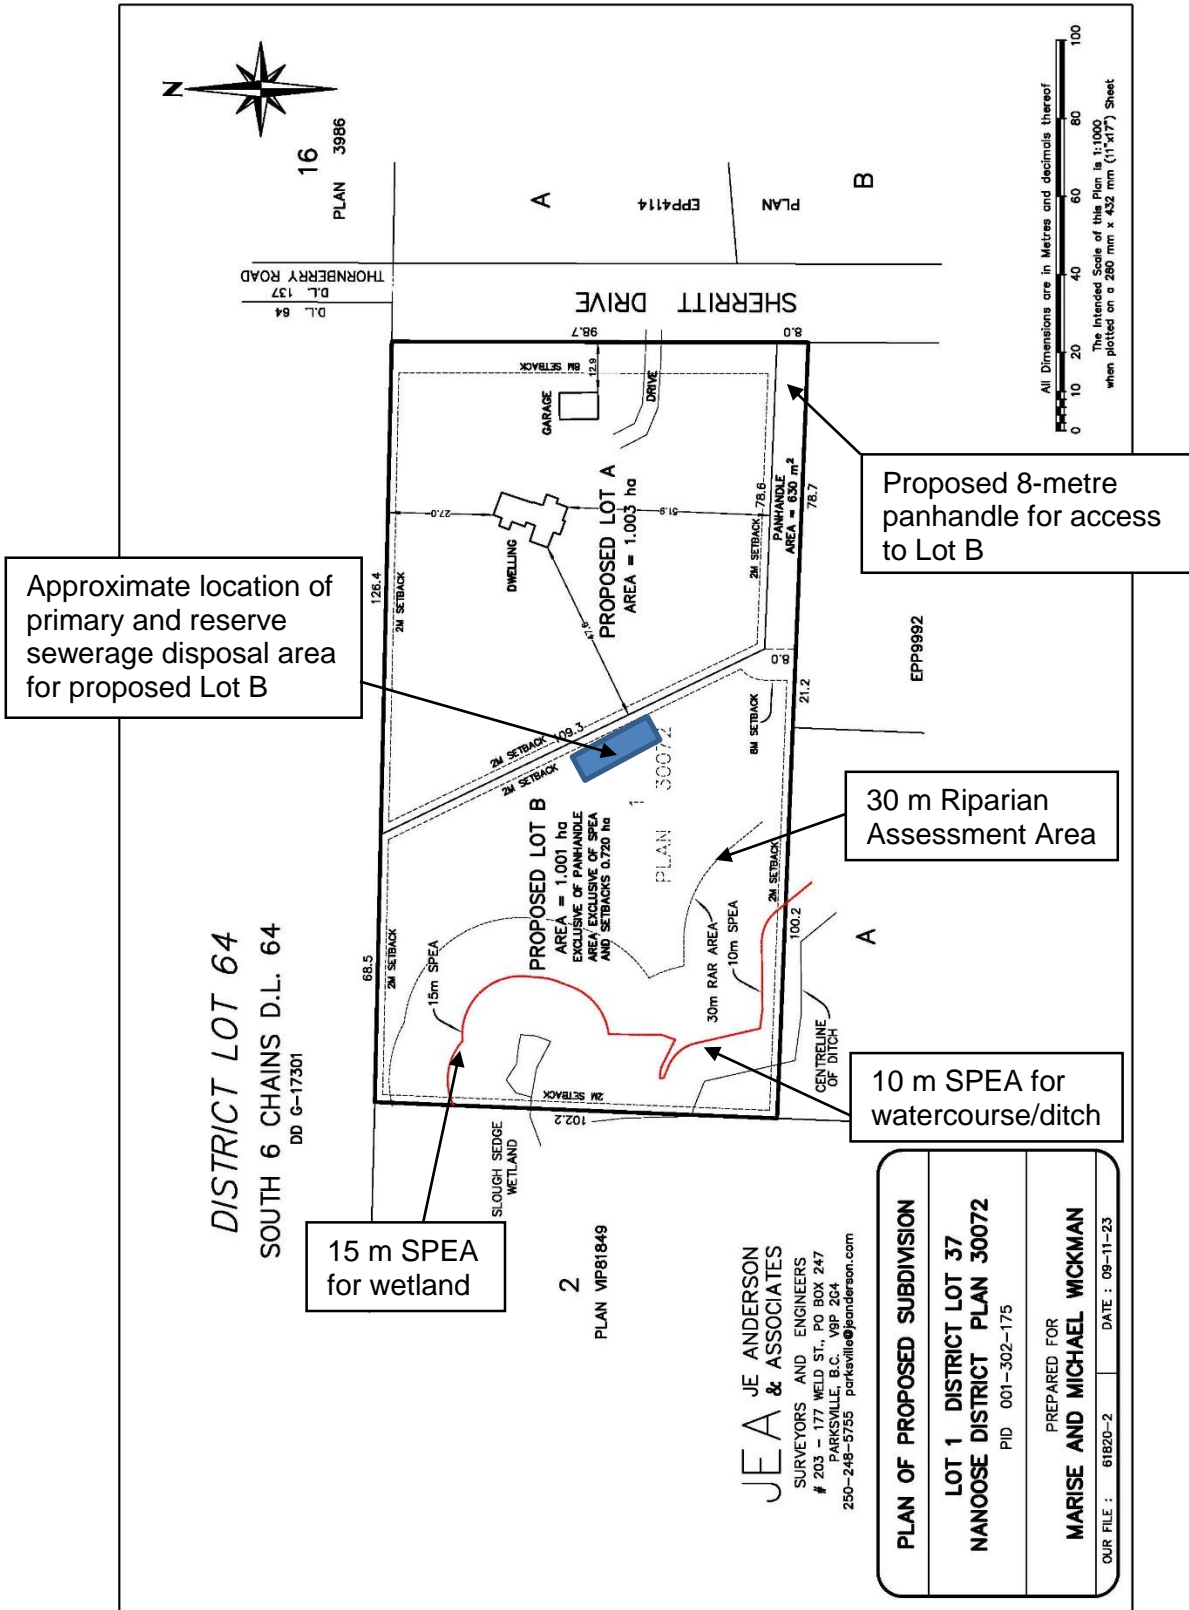 N
16
PLAN 3986
THORNBERRY ROAD
D.L. 137
D.L. 64
A
PLAN EPP4114
B
SHERRITT DRIVE
98.7
8.0
8M SETBACK
12.9
GARAGE
DRIVE
27.0
DWELLING
51.9
47.6
PROPOSED LOT A
AREA = 1.003 ha
78.6
2M SETBACK
PANHANDLE
AREA = 630 m²
78.7
126.4
2M SETBACK
8.0
21.2
8M SETBACK
EPP9992
2M SETBACK 109.3
2M SETBACK
PLAN 30072
1
PROPOSED LOT B
AREA = 1.001 ha
EXCLUSIVE OF PANHANDLE
AREA EXCLUSIVE OF SPEA
AND SETBACKS 0.720 ha
68.5
2M SETBACK
15m SPEA
30m RAR AREA
10m SPEA
2M SETBACK
100.2
A
CENTRELINE
OF DITCH
2M SETBACK
102.2
SLOUGH SEDGE
WETLAND
DISTRICT LOT 64
SOUTH 6 CHAINS D.L. 64
DD G-17301
2
PLAN VIP81849
All Dimensions are in Metres and decimals thereof
0 10 20 40 60 80 100
The Intended Scale of this Plan is 1:1000
when plotted on a 280 mm x 432 mm (11"x17") Sheet
Proposed 8-metre
panhandle for access
to Lot B
Approximate location of
primary and reserve
sewerage disposal area
for proposed Lot B
30 m Riparian
Assessment Area
10 m SPEA for
watercourse/ditch
15 m SPEA
for wetland
JEA JE ANDERSON
& ASSOCIATES
SURVEYORS AND ENGINEERS
# 203 - 177 WELD ST., PO BOX 247
PARKSVILLE, B.C. V9P 2G4
250-248-5755 parksville@jeanderson.com
PLAN OF PROPOSED SUBDIVISION
LOT 1 DISTRICT LOT 37
NANOOSE DISTRICT PLAN 30072
PID 001-302-175
PREPARED FOR
MARISE AND MICHAEL WICKMAN
OUR FILE : 61820-2
DATE : 09-11-23